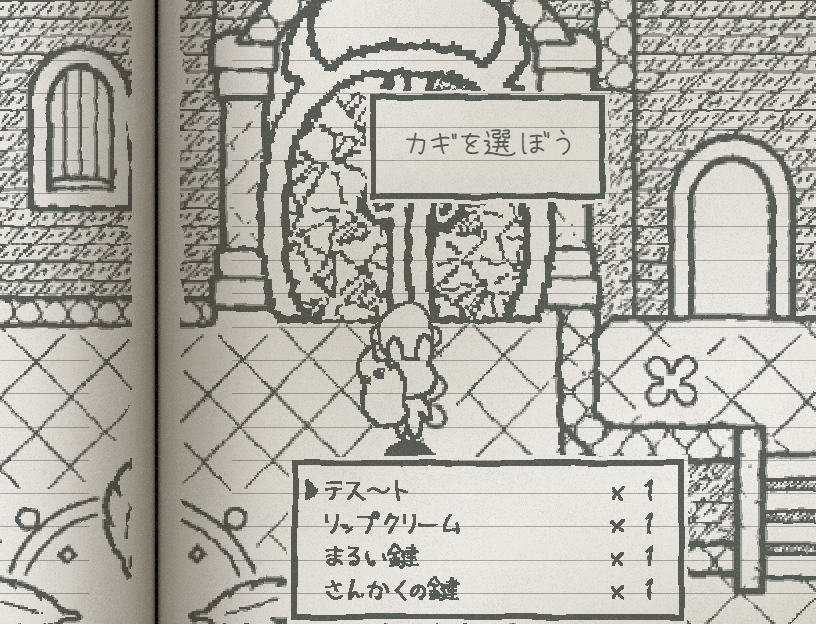 カギを選ぼう
テス〜ト × 1
リップクリーム × 1
まるい鍵 × 1
さんかくの鍵 × 1